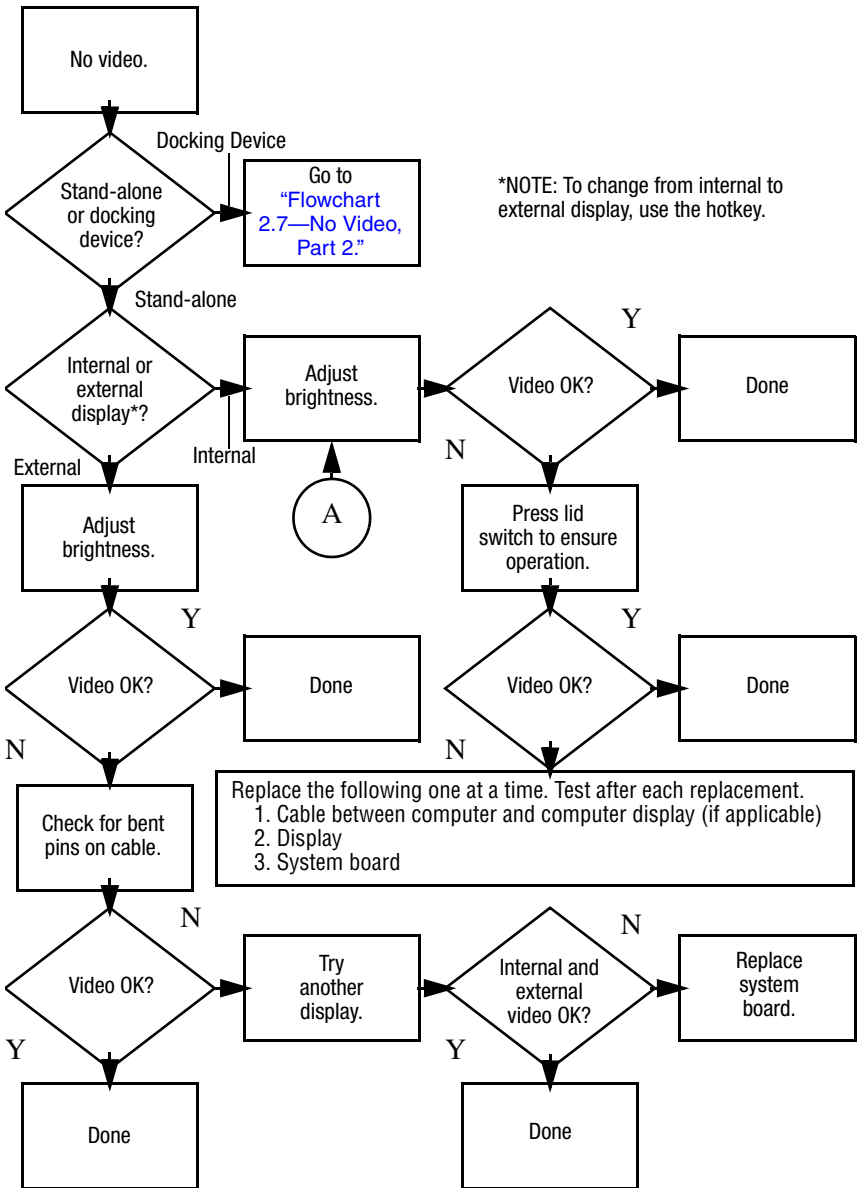 No video.
Docking Device
Stand-alone
or docking
device?
Go to
“Flowchart
2.7—No Video,
Part 2.”
*NOTE: To change from internal to
external display, use the hotkey.
Stand-alone
Internal or
external
display*?
Internal
External
Adjust
brightness.
A
Video OK?
Y
Done
N
Press lid
switch to ensure
operation.
Adjust
brightness.
Y
Video OK?
Done
N
Video OK?
Y
Done
N
Replace the following one at a time. Test after each replacement.
1. Cable between computer and computer display (if applicable)
2. Display
3. System board
Check for bent
pins on cable.
Video OK?
N
Try
another
display.
Internal and
external
video OK?
N
Replace
system
board.
Y
Done
Y
Done